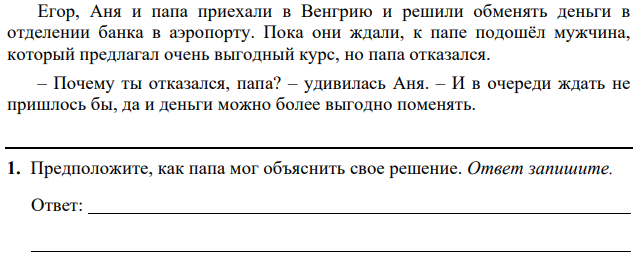 Егор, Аня и папа приехали в Венгрию и решили обменять деньги в
отделении банка в аэропорту. Пока они ждали, к папе подошёл мужчина,
который предлагал очень выгодный курс, но папа отказался.
– Почему ты отказался, папа? – удивилась Аня. – И в очереди ждать не
пришлось бы, да и деньги можно более выгодно поменять.
1. Предположите, как папа мог объяснить свое решение. Ответ запишите.
Ответ: